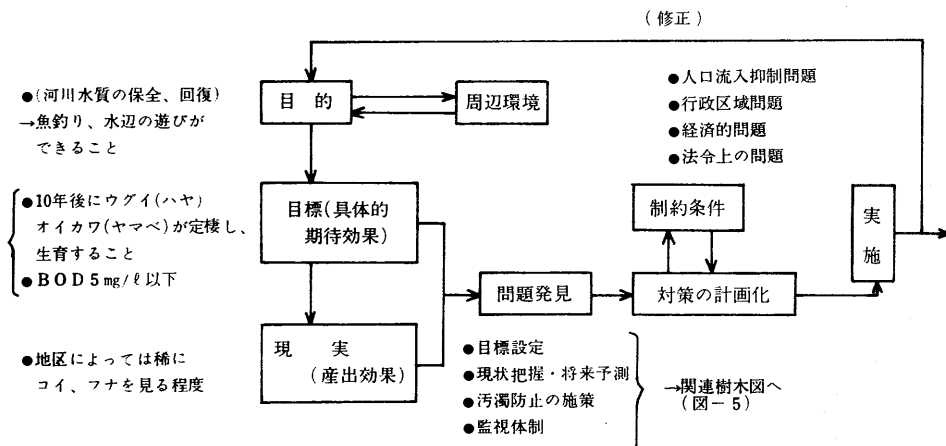 （修正）
目的
周辺環境
●（河川水質の保全、回復）
→魚釣り、水辺の遊びが
できること
●人口流入抑制問題
●行政区域問題
●経済的問題
●法令上の問題
●10年後にウグイ（ハヤ）
オイカワ（ヤマベ）が定棲し、
生育すること
●BOD5mg/ℓ以下
目標（具体的
期待効果）
制約条件
実施
問題発見
対策の計画化
●地区によっては稀に
コイ、フナを見る程度
現　実
（産出効果）
●目標設定
●現状把握・将来予測
●汚濁防止の施策
●監視体制
→関連樹木図へ
（図－5）